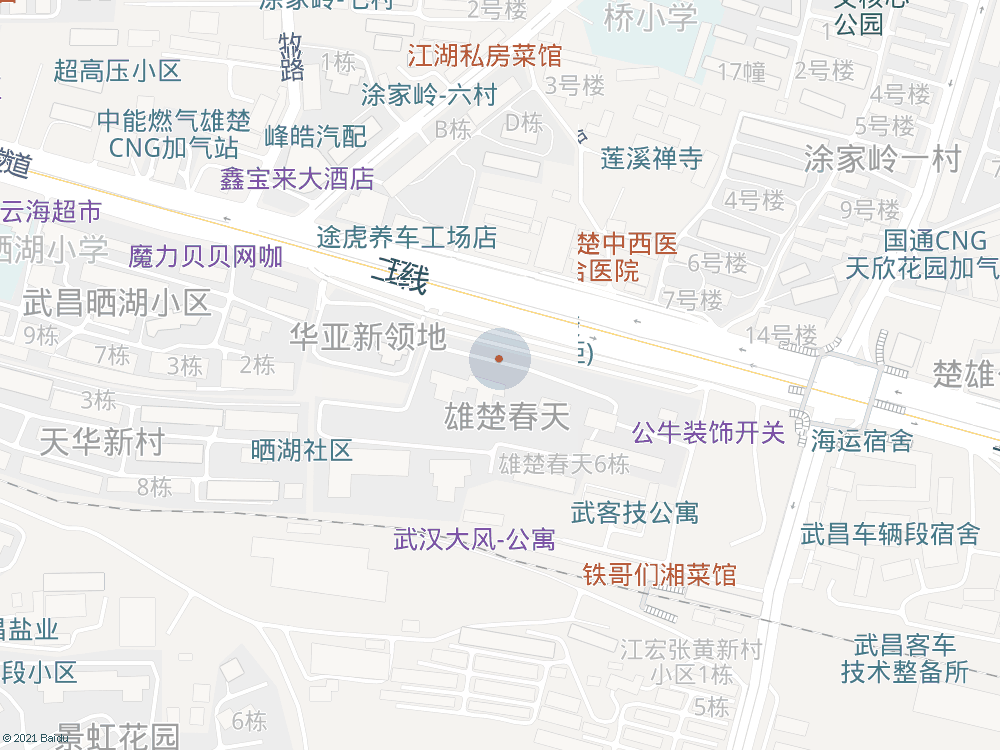 涂家岭-七村
2号楼
桥小学
公园
牧
路
1栋
江湖私房菜馆
超高压小区
涂家岭-六村
3号楼
17幢
2号楼
4号楼
中能燃气雄楚
CNG加气站
峰皓汽配
B栋
D栋
5号楼
莲溪禅寺
涂家岭一村
道
鑫宝来大酒店
4号楼
9号楼
云海超市
途虎养车工场店
楚中西医
合医院
国通CNG
天欣花园加气
晒湖小学
魔力贝贝网咖
6号楼
武昌晒湖小区
7号楼
9栋
7栋
3栋
2栋
华亚新领地
14号楼
3栋
雄楚春天
天华新村
晒湖社区
公牛装饰开关
海运宿舍
雄楚春天6栋
8栋
武客技公寓
武汉大风-公寓
武昌车辆段宿舍
铁哥们湘菜馆
昌盐业
江宏张黄新村
小区1栋
武昌客车
技术整备所
段小区
5栋
6栋
景虹花园
© 2021 Baidu